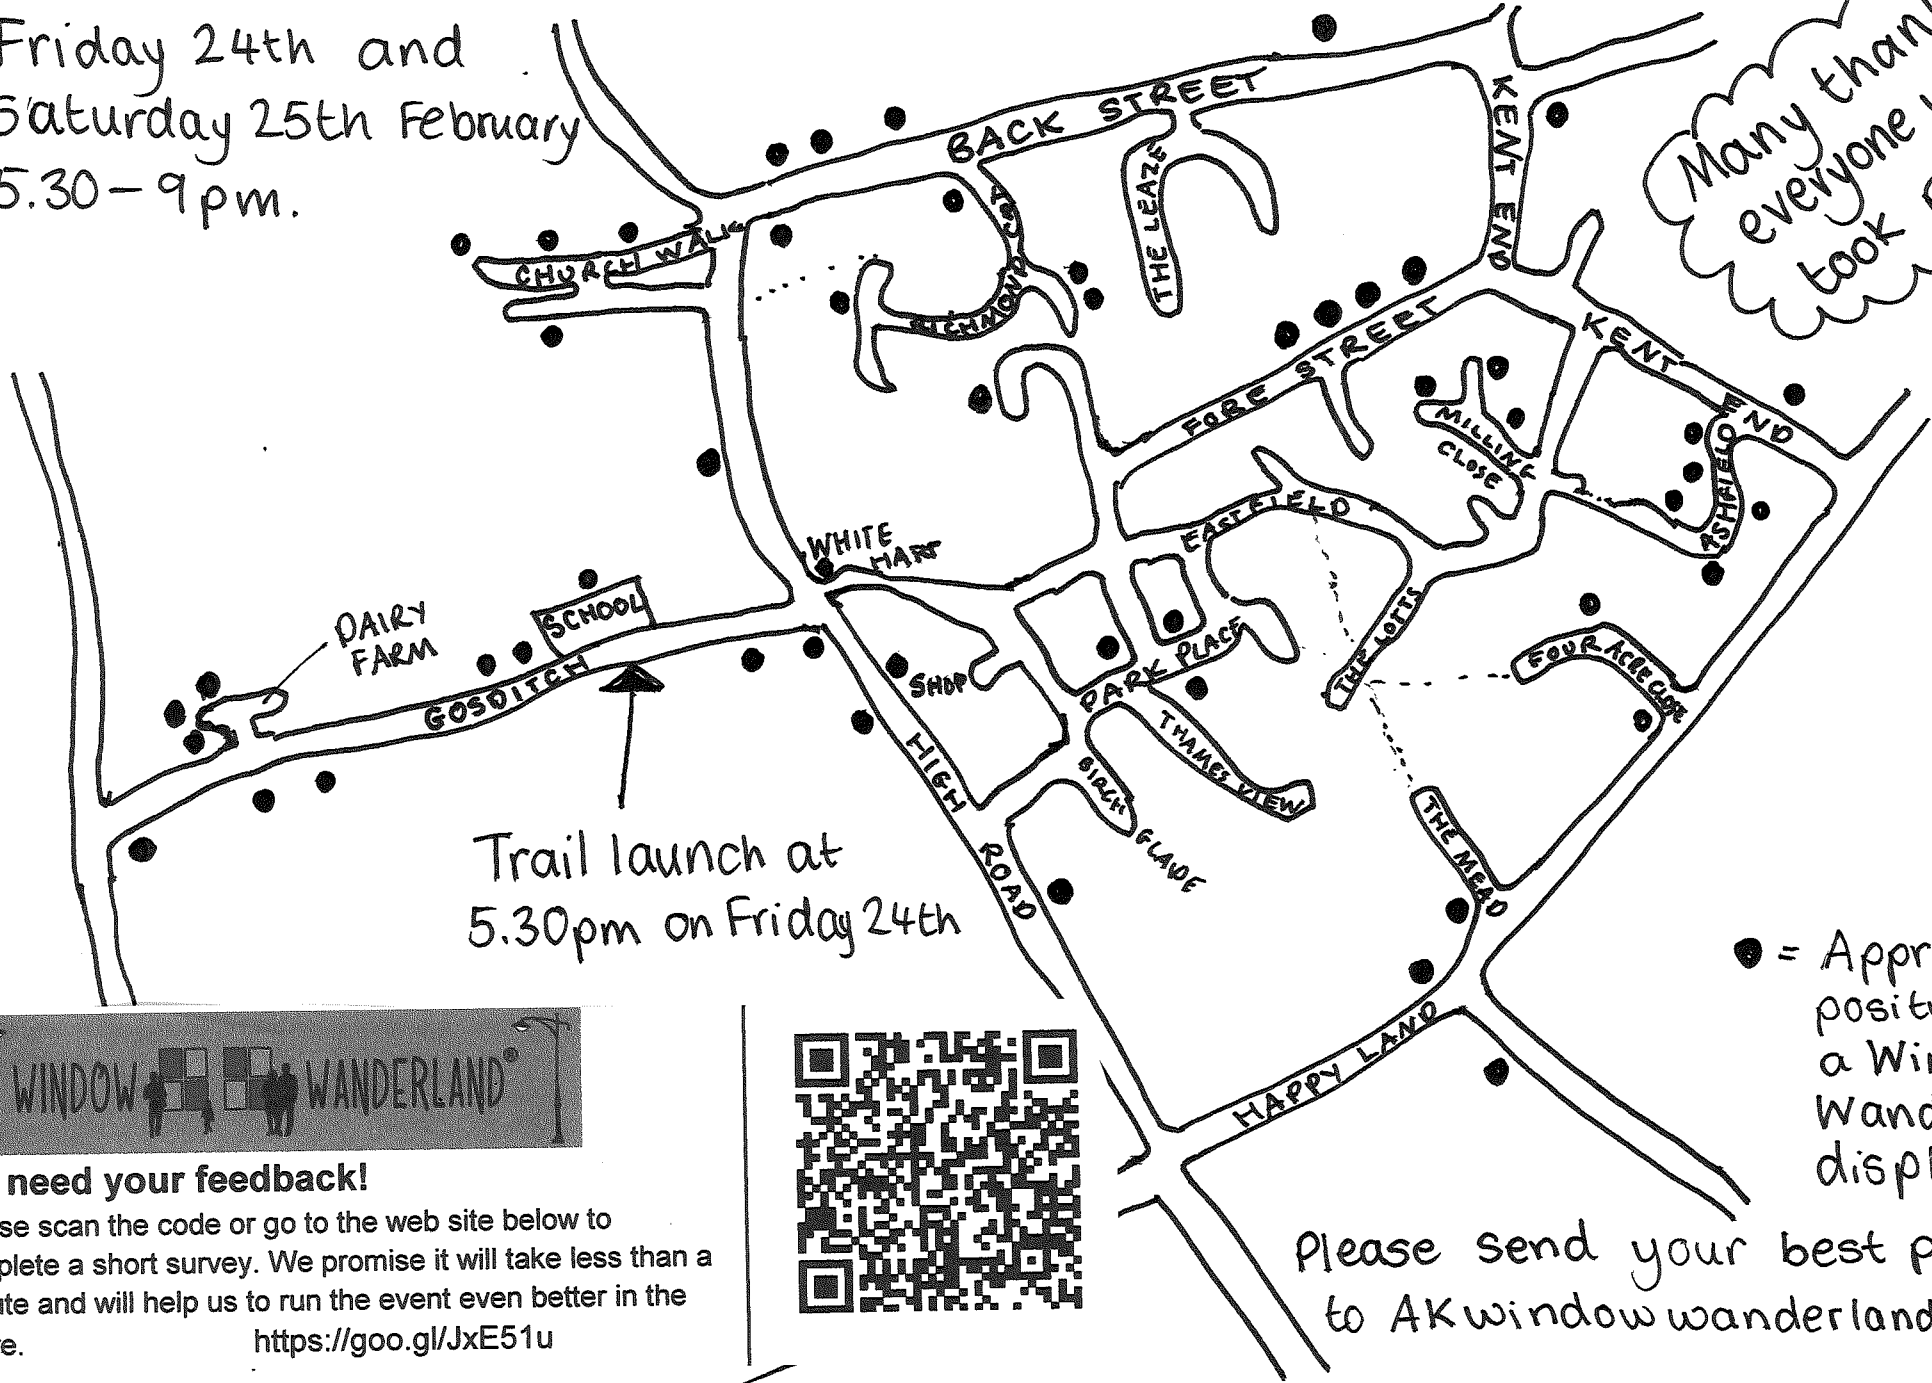 Friday 24th and
Saturday 25th February
5.30 – 9pm.
Many than
everyone
took
BACK STREET
KENT END
THE LEAZE
RICHMOND CRT
CHURCH WALK
FORE STREET
KENT END
MILLING
CLOSE
ASHFIELD
EASTFIELD
WHITE
HART
SCHOOL
DAIRY
FARM
GOSDITCH
SHOP
PARK PLACE
THE LOTTS
FOUR ACRE CLOSE
THAMES VIEW
BIRCH
GLADE
HIGH
ROAD
THE MEAD
HAPPY LAND
Trail launch at
5.30pm on Friday 24th
= Appr
posit
a Win
Wand
displ
WINDOW WANDERLAND®
need your feedback!
se scan the code or go to the web site below to
plete a short survey. We promise it will take less than a
ute and will help us to run the event even better in the
re.
https://goo.gl/JxE51u
Please send your best p
to AKwindowwanderland